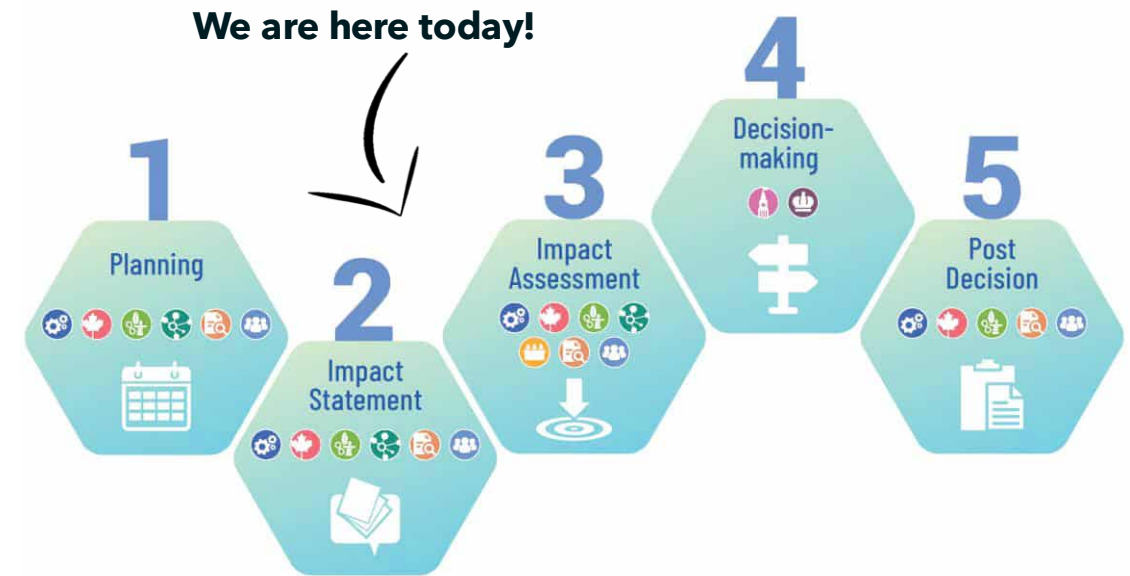 We are here today!
1
Planning
2
Impact
Statement
3
Impact
Assessment
4
Decision-
making
5
Post
Decision